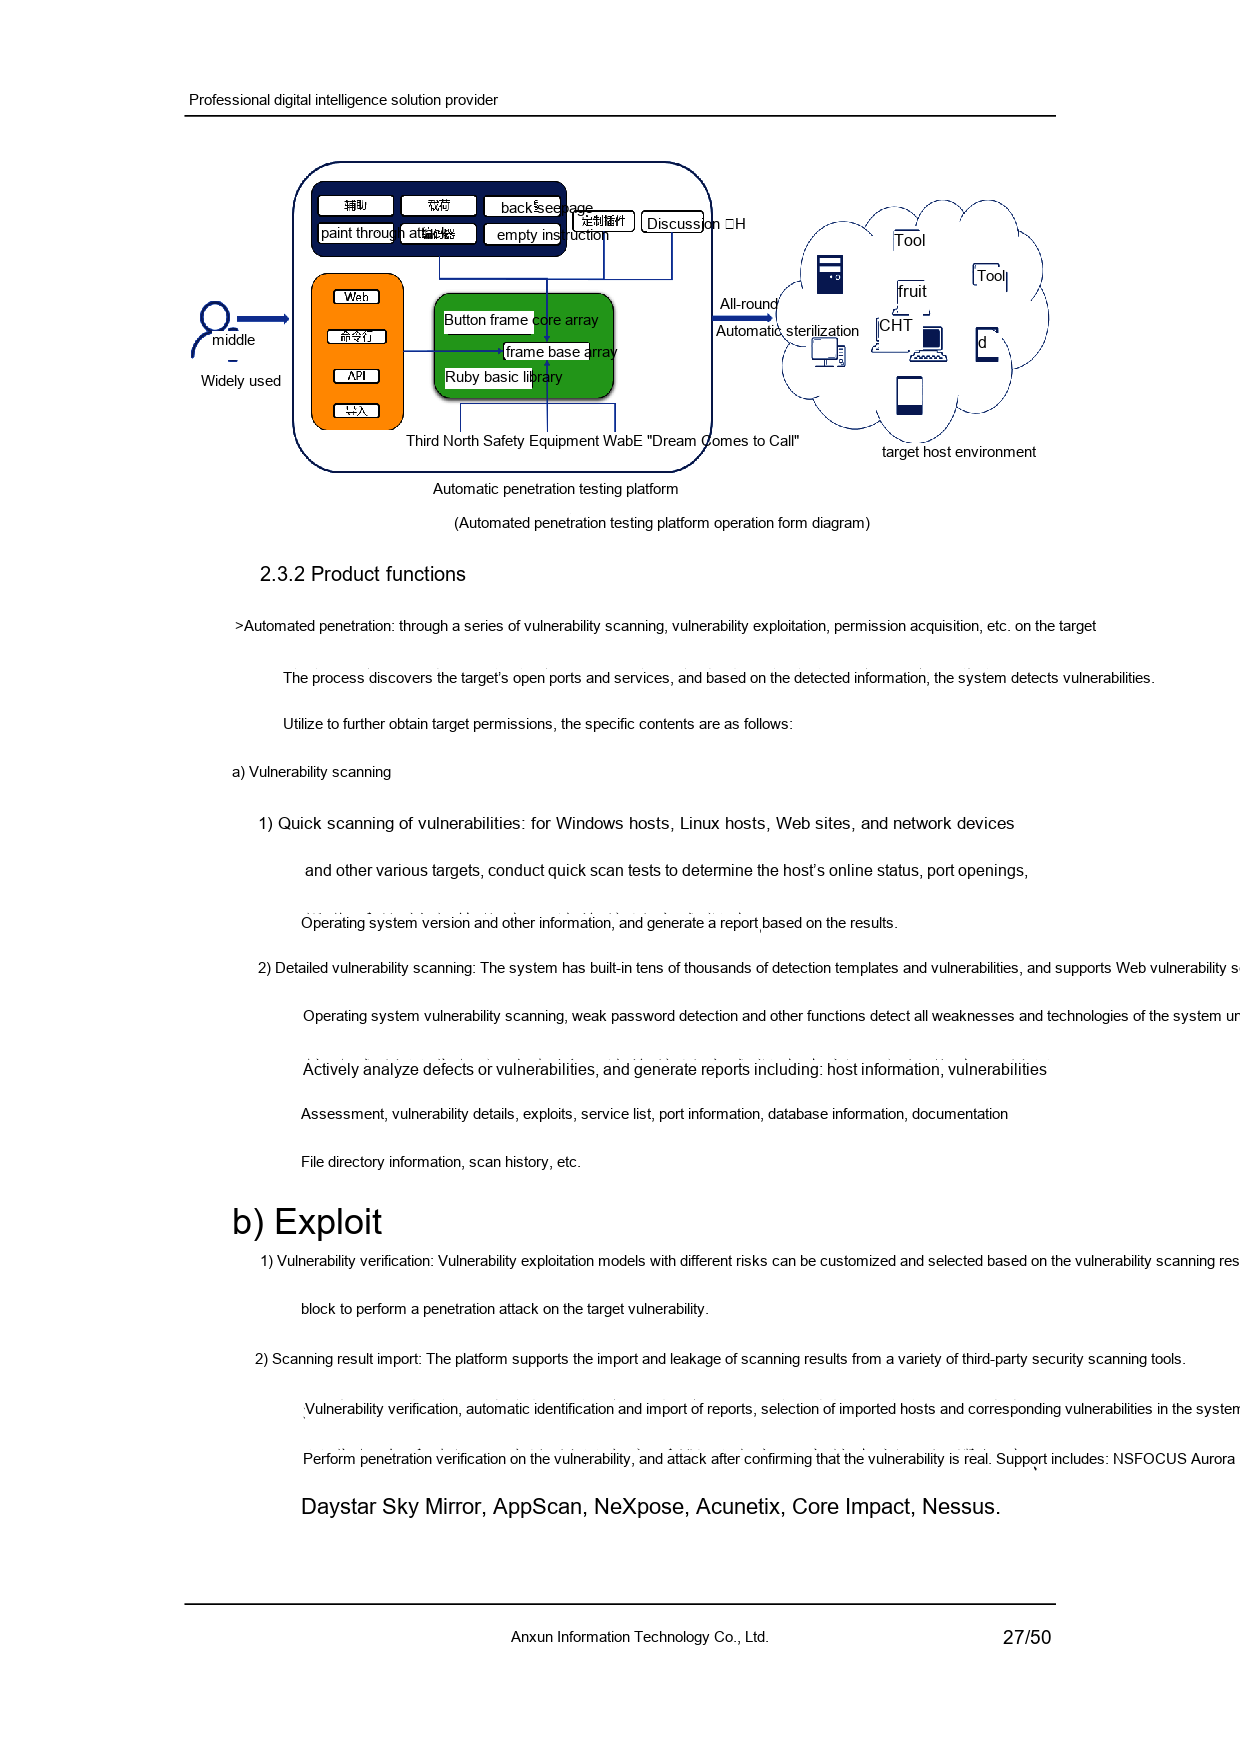 Professional digital intelligence solution provider
辅助
载荷
back seepage
定制插件
Discussion □H
paint through attack
empty instruction
Tool
Tool
fruit
CHT
d
Web
命令行
API
导入
Button frame core array
frame base array
Ruby basic library
middle
Widely used
All-round
Automatic sterilization
Third North Safety Equipment WabE "Dream Comes to Call"
target host environment
Automatic penetration testing platform
(Automated penetration testing platform operation form diagram)
2.3.2 Product functions
>Automated penetration: through a series of vulnerability scanning, vulnerability exploitation, permission acquisition, etc. on the target
The process discovers the target’s open ports and services, and based on the detected information, the system detects vulnerabilities.
Utilize to further obtain target permissions, the specific contents are as follows:
a) Vulnerability scanning
1) Quick scanning of vulnerabilities: for Windows hosts, Linux hosts, Web sites, and network devices
and other various targets, conduct quick scan tests to determine the host’s online status, port openings,
Operating system version and other information, and generate a report based on the results.
2) Detailed vulnerability scanning: The system has built-in tens of thousands of detection templates and vulnerabilities, and supports Web vulnerability
Operating system vulnerability scanning, weak password detection and other functions detect all weaknesses and technologies of the system
Actively analyze defects or vulnerabilities, and generate reports including: host information, vulnerabilities
Assessment, vulnerability details, exploits, service list, port information, database information, documentation
File directory information, scan history, etc.
b) Exploit
1) Vulnerability verification: Vulnerability exploitation models with different risks can be customized and selected based on the vulnerability scanning res
block to perform a penetration attack on the target vulnerability.
2) Scanning result import: The platform supports the import and leakage of scanning results from a variety of third-party security scanning tools.
Vulnerability verification, automatic identification and import of reports, selection of imported hosts and corresponding vulnerabilities in the system
Perform penetration verification on the vulnerability, and attack after confirming that the vulnerability is real. Support includes: NSFOCUS Aurora
Daystar Sky Mirror, AppScan, NeXpose, Acunetix, Core Impact, Nessus.
Anxun Information Technology Co., Ltd.
27/50